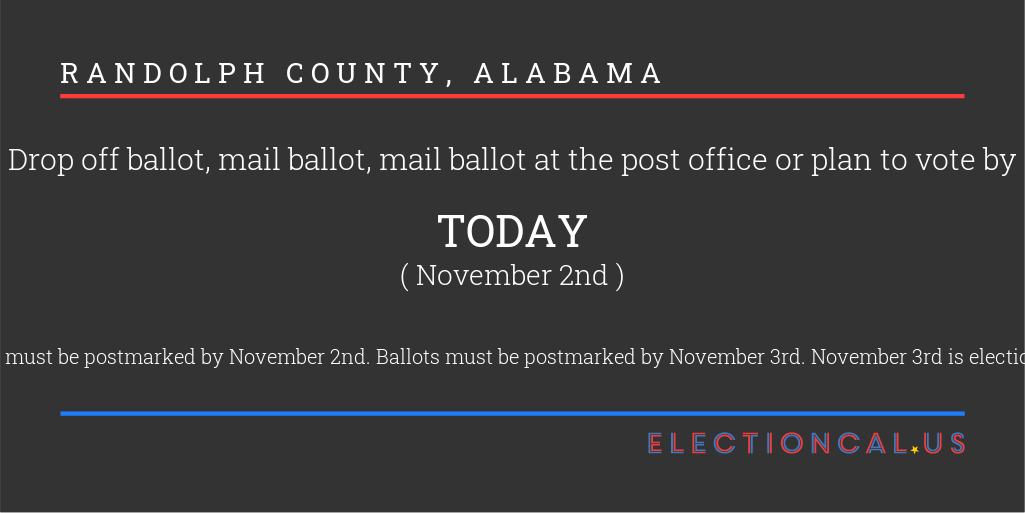 RANDOLPH COUNTY, ALABAMA
Drop off ballot, mail ballot, mail ballot at the post office or plan to vote by
TODAY
( November 2nd )
must be postmarked by November 2nd. Ballots must be postmarked by November 3rd. November 3rd is electio
ELECTIONCAL.US